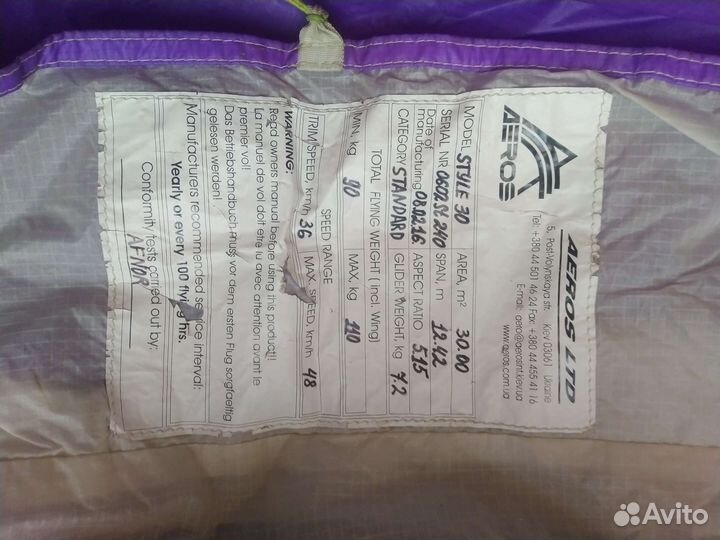 AEROS
AEROS LTD
5, Post-Volynskaya str. Kiev 03061 Ukraine
Tel: +380 44 501 46 24 Fax + 380 44 455 41 16
E-mail: aero@aerosint.kiev.ua
www.aeros.com.ua
MODEL STYLE 30 AREA, m² 30.00
SERIAL NR SPAN, m 12.42
Date of
manufacturing 08.02.16 ASPECT RATIO 5.15
CATEGORY STANDARD GLIDER WEIGHT, kg 7.2
TOTAL FLYING WEIGHT (incl. Wing)
MIN, kg 90 MAX, kg 110
SPEED RANGE
TRIM SPEED, km/h 36 MAX. SPEED, km/h 48
WARNING:
Read owners manual before using this product!!
La manuel de vol doit etre lu avec attention avant le
premier vol!
Das Betriebshandbuch muss vor dem ersten Flug sorgfaeltig
gelesen werden!
Manufacturers recommended service interval:
Yearly or every 100 flying hrs.
Conformity tests carried out by:
AFNOR
Avito